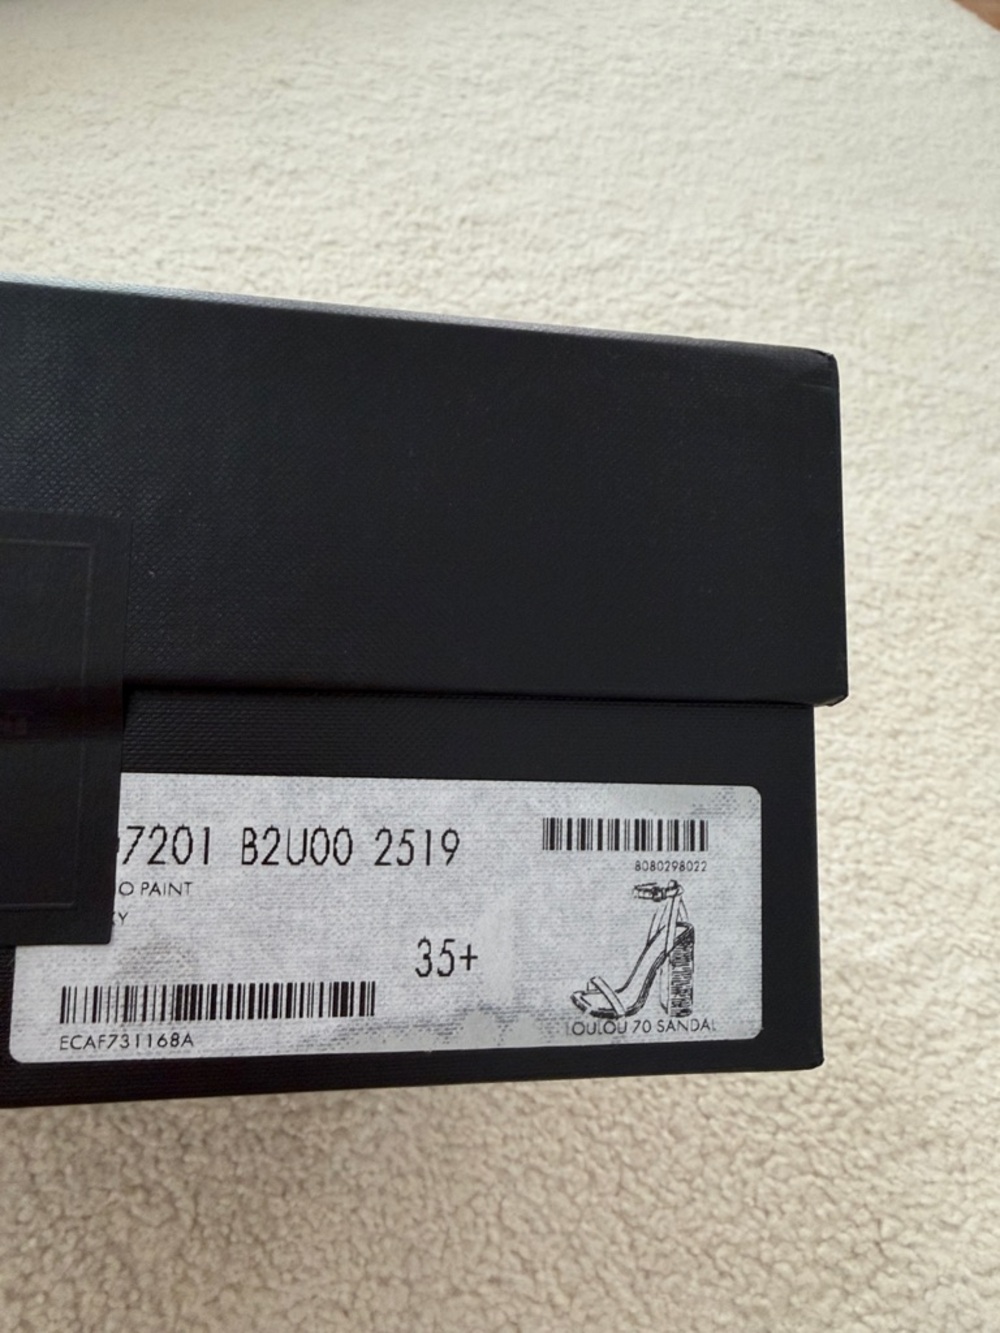 7201 B2U00 2519
O PAINT
Y
35+
ECAF731168A
8080298022
LOULOU 70 SANDAL